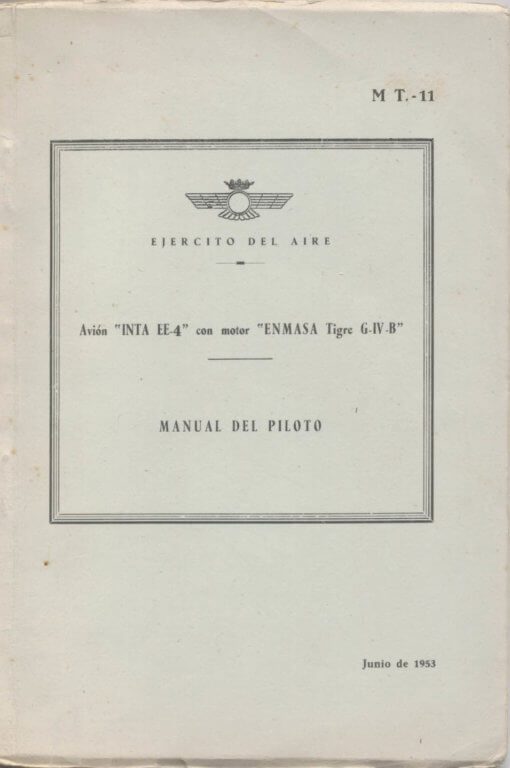 M T.-11
EJERCITO DEL AIRE
Avión "INTA EE-4" con motor "ENMASA Tigre G-IV-B"
MANUAL DEL PILOTO
Junio de 1953